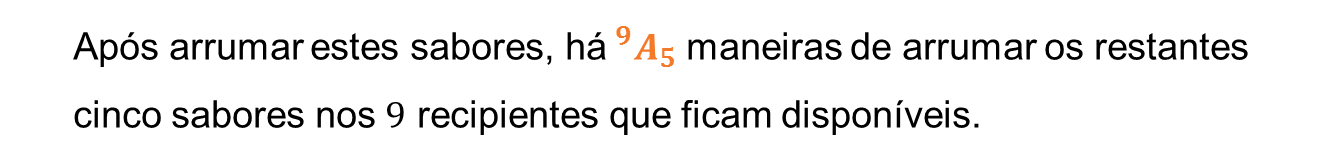 Após arrumar estes sabores, há ⁹A₅ maneiras de arrumar os restantes
cinco sabores nos 9 recipientes que ficam disponíveis.